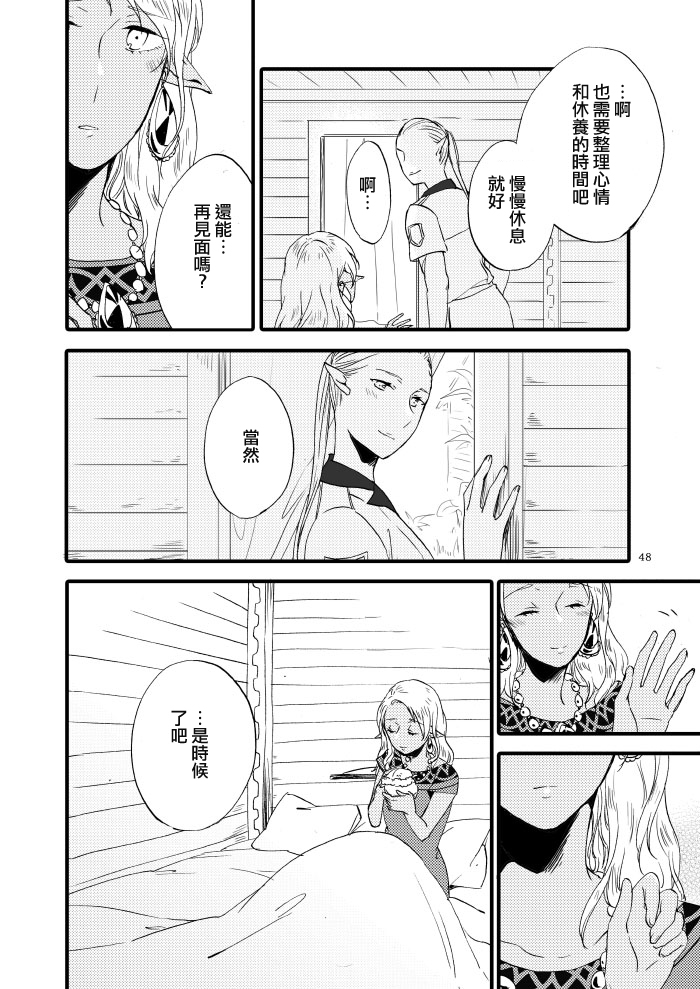 …啊
也需要整理心情
和休養的時間吧
慢慢休息
就好
啊…
還能…
再見面嗎？
當然
48
…是時候
了吧